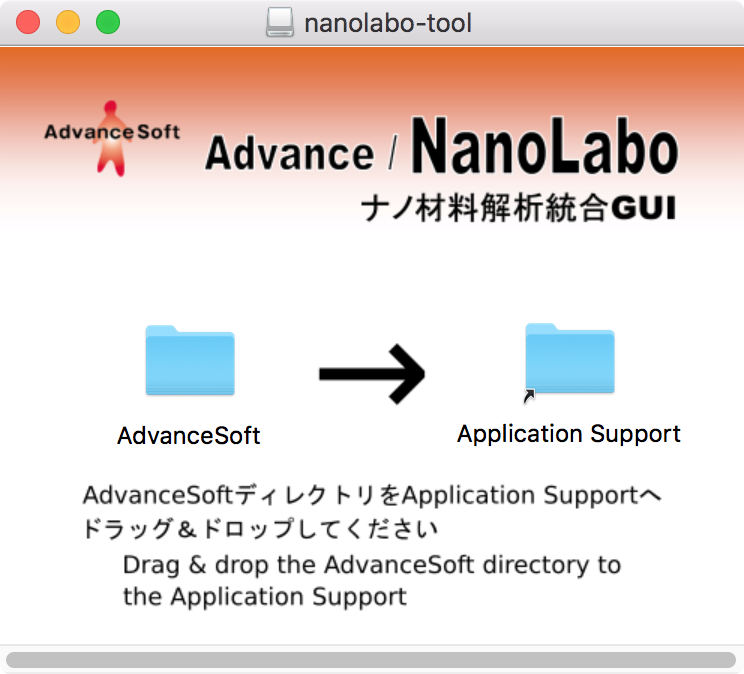 nanolabo-tool
AdvanceSoft
Advance / NanoLabo
ナノ材料解析統合GUI
AdvanceSoft
Application Support
AdvanceSoftディレクトリをApplication Supportへ
ドラッグ＆ドロップしてください
Drag & drop the AdvanceSoft directory to
the Application Support